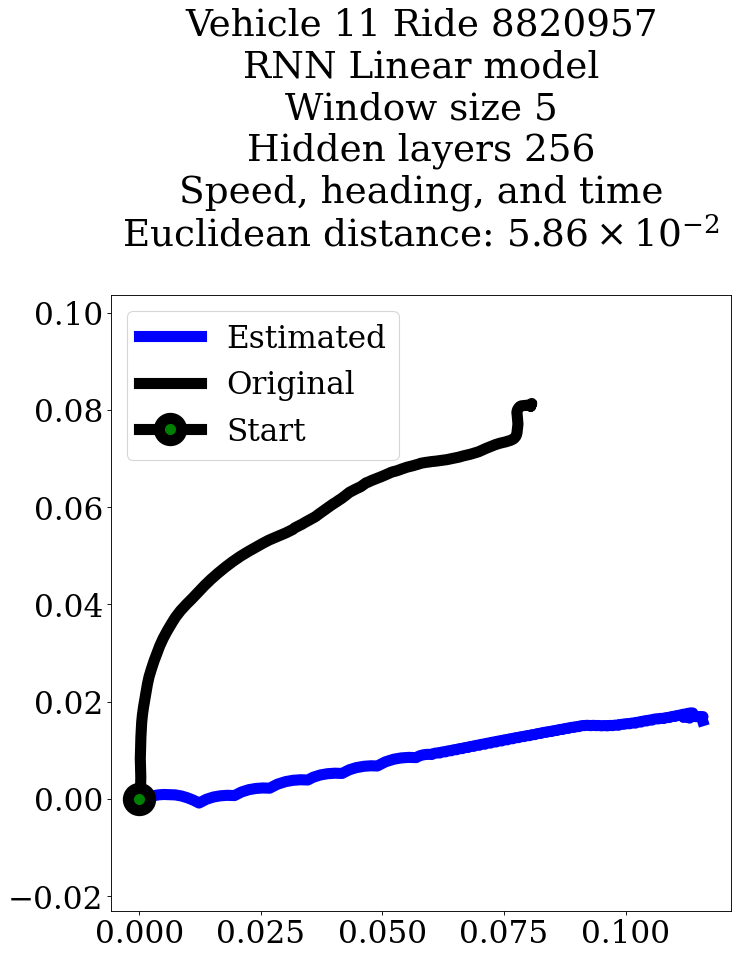 Vehicle 11 Ride 8820957
RNN Linear model
Window size 5
Hidden layers 256
Speed, heading, and time
Euclidean distance: 5.86 × 10⁻²
Estimated
Original
Start
0.10
0.08
0.06
0.04
0.02
0.00
−0.02
0.000 0.025 0.050 0.075 0.100